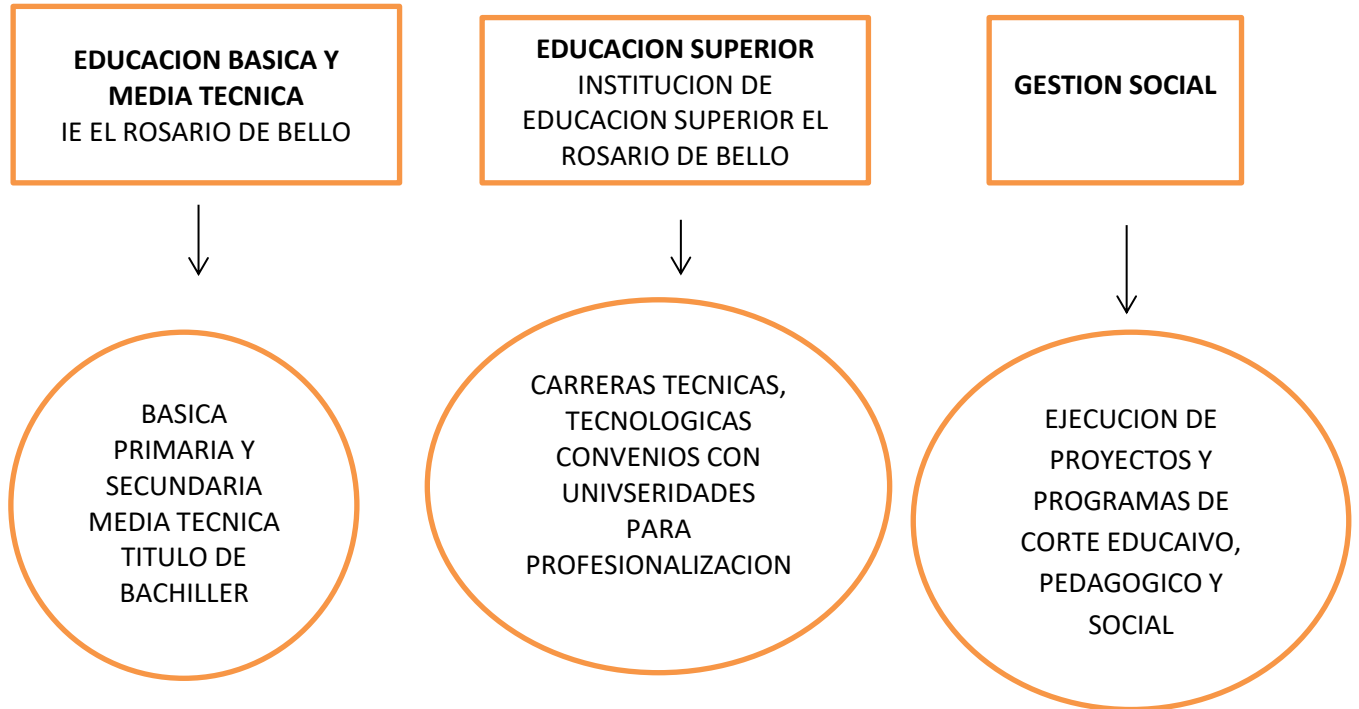 EDUCACION BASICA Y
MEDIA TECNICA
IE EL ROSARIO DE BELLO
EDUCACION SUPERIOR
INSTITUCION DE
EDUCACION SUPERIOR EL
ROSARIO DE BELLO
GESTION SOCIAL
BASICA
PRIMARIA Y
SECUNDARIA
MEDIA TECNICA
TITULO DE
BACHILLER
CARRERAS TECNICAS,
TECNOLOGICAS
CONVENIOS CON
UNIVSERIDADES
PARA
PROFESIONALIZACION
EJECUCION DE
PROYECTOS Y
PROGRAMAS DE
CORTE EDUCAIVO,
PEDAGOGICO Y
SOCIAL